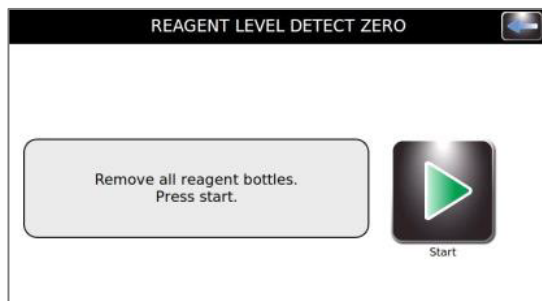 REAGENT LEVEL DETECT ZERO
Remove all reagent bottles.
Press start.
Start